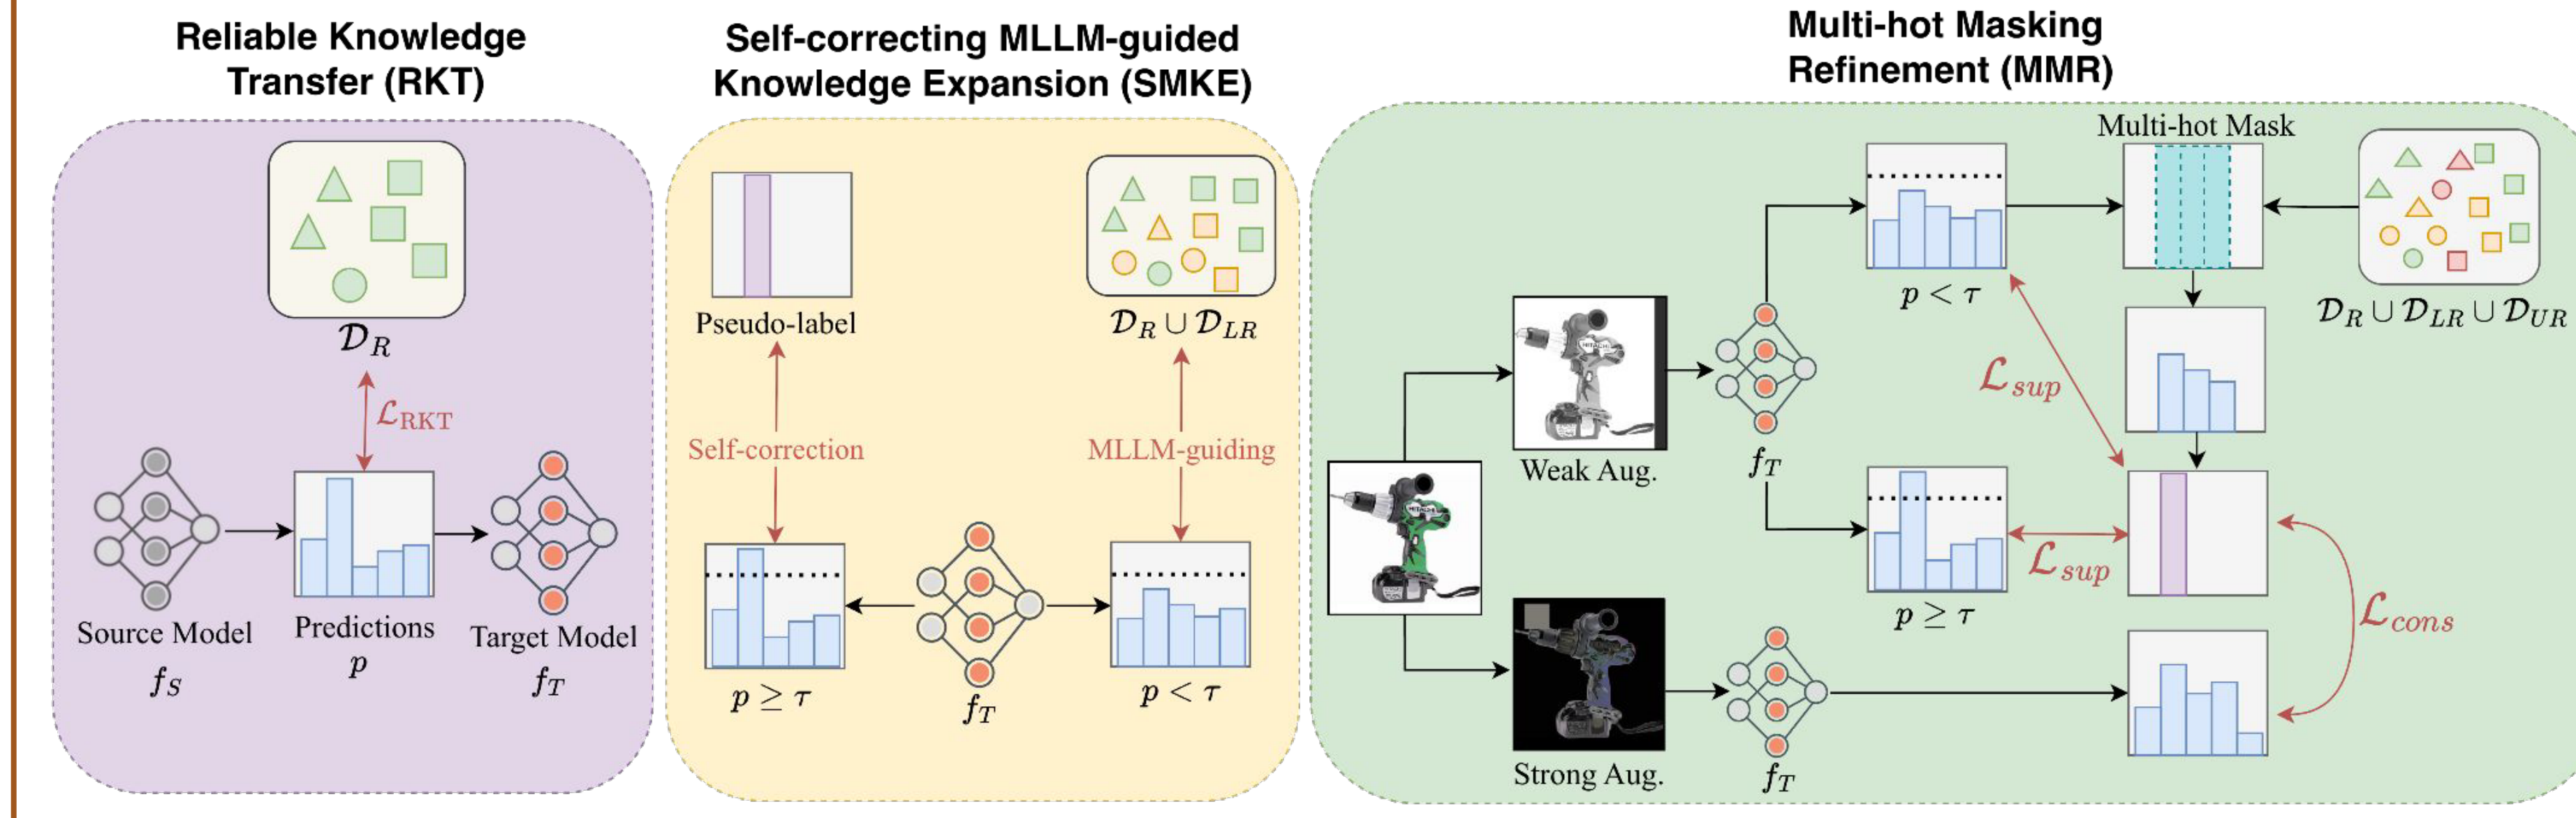 Reliable Knowledge
Transfer (RKT)
𝒟_R
ℒ_RKT
Source Model
f_S
Predictions
p
Target Model
f_T
Self-correcting MLLM-guided
Knowledge Expansion (SMKE)
Pseudo-label
𝒟_R ∪ 𝒟_LR
Self-correction
MLLM-guiding
p ≥ τ
f_T
p < τ
Multi-hot Masking
Refinement (MMR)
Multi-hot Mask
p < τ
𝒟_R ∪ 𝒟_LR ∪ 𝒟_UR
HITACHI
ℒ_sup
Weak Aug.
f_T
HITACHI
ℒ_sup
p ≥ τ
ℒ_cons
Strong Aug.
f_T